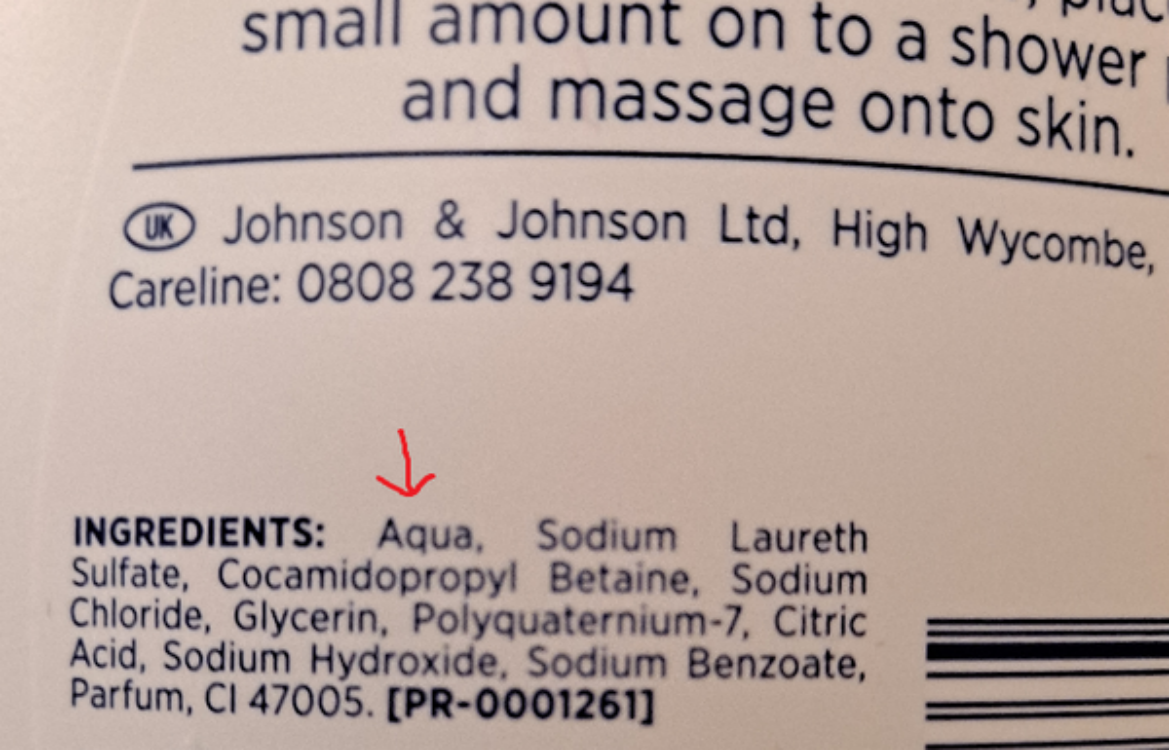 small amount on to a shower
and massage onto skin.
UK Johnson & Johnson Ltd, High Wycombe,
Careline: 0808 238 9194
INGREDIENTS: Aqua, Sodium Laureth
Sulfate, Cocamidopropyl Betaine, Sodium
Chloride, Glycerin, Polyquaternium-7, Citric
Acid, Sodium Hydroxide, Sodium Benzoate,
Parfum, CI 47005. [PR-0001261]